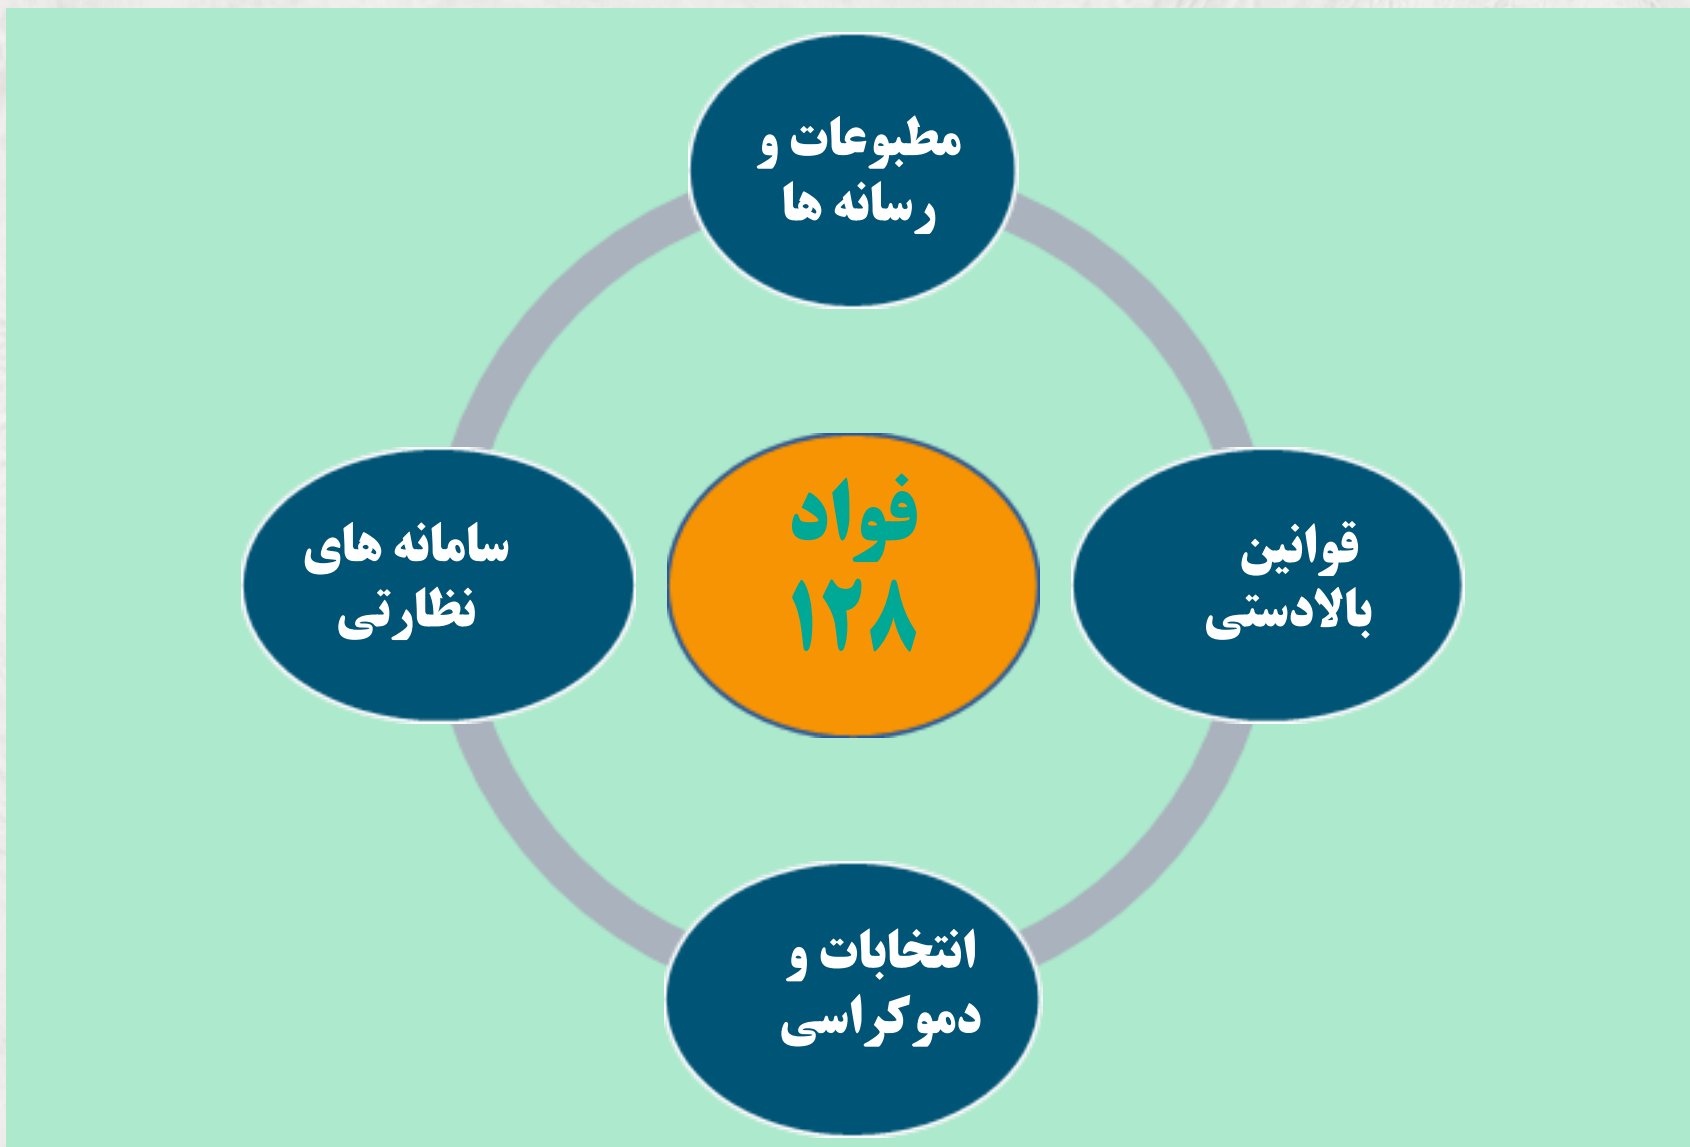 مطبوعات و
رسانه ها
قوانین
بالادستی
فواد
۱۲۸
سامانه های
نظارتی
انتخابات و
دموکراسی